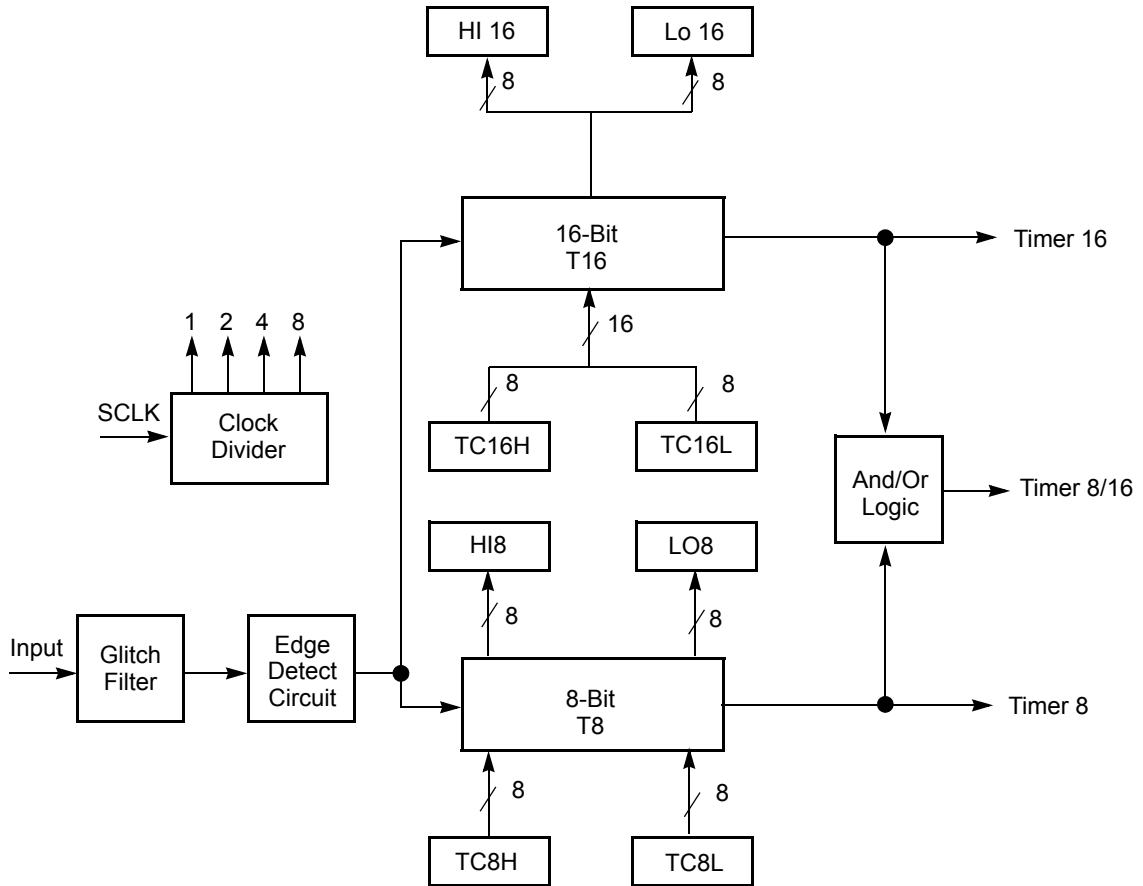 HI 16
Lo 16
8
8
16-Bit
T16
Timer 16
16
1 2 4 8
8
8
SCLK
Clock
Divider
TC16H
TC16L
And/Or
Logic
Timer 8/16
HI8
LO8
8
8
Input
Glitch
Filter
Edge
Detect
Circuit
8-Bit
T8
Timer 8
8
8
TC8H
TC8L